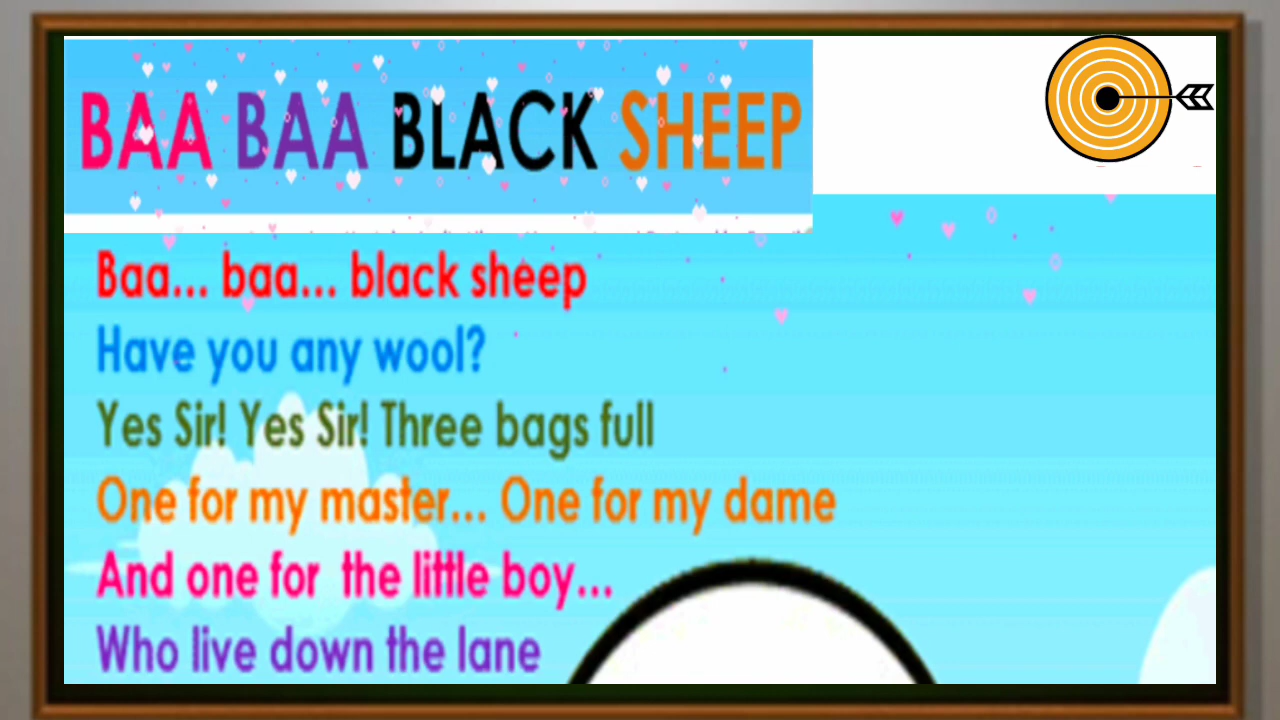 BAA BAA BLACK SHEEP
Baa... baa... black sheep
Have you any wool?
Yes Sir! Yes Sir! Three bags full
One for my master... One for my dame
And one for the little boy...
Who live down the lane